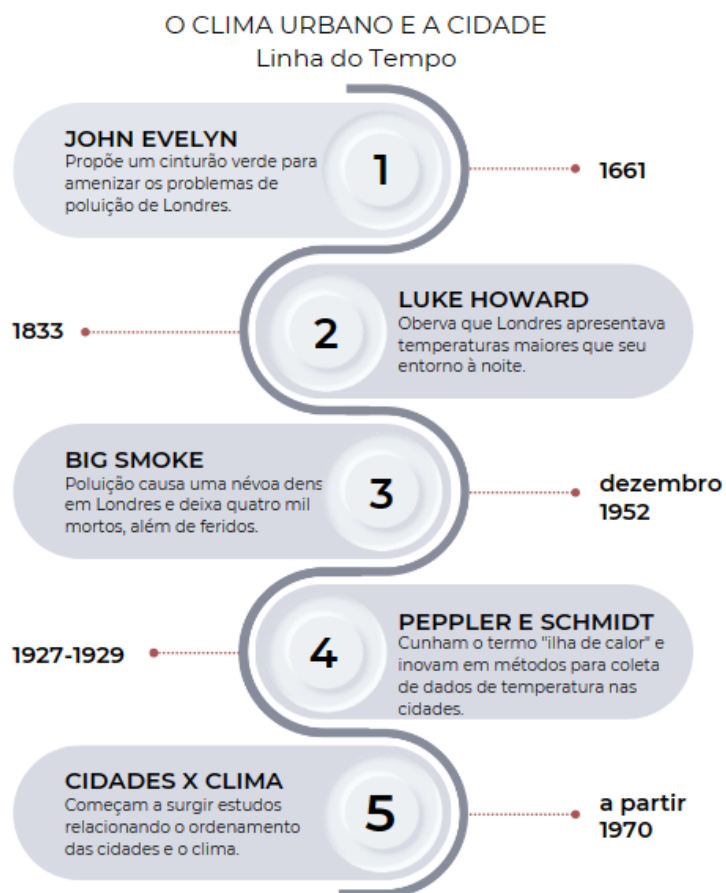 O CLIMA URBANO E A CIDADE
Linha do Tempo
JOHN EVELYN
Propõe um cinturão verde para
amenizar os problemas de
poluição de Londres.
1
1661
1833
2
LUKE HOWARD
Oberva que Londres apresentava
temperaturas maiores que seu
entorno à noite.
BIG SMOKE
Poluição causa uma névoa dens
em Londres e deixa quatro mil
mortos, além de feridos.
3
dezembro
1952
1927-1929
4
PEPPLER E SCHMIDT
Cunham o termo "ilha de calor" e
inovam em métodos para coleta
de dados de temperatura nas
cidades.
CIDADES X CLIMA
Começam a surgir estudos
relacionando o ordenamento
das cidades e o clima.
5
a partir
1970